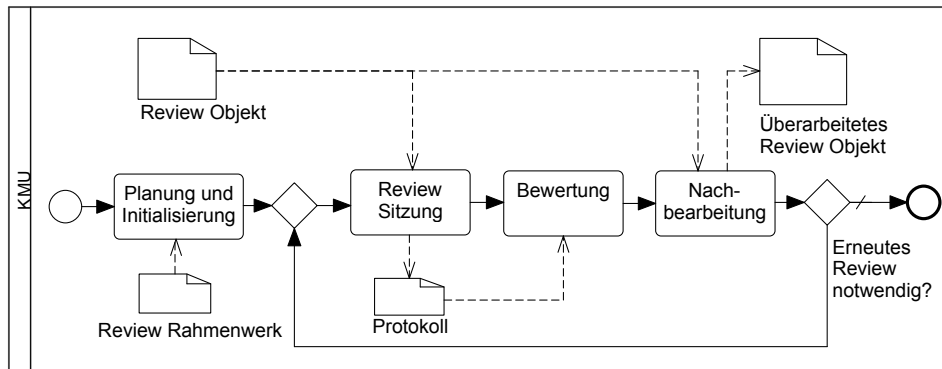 KMU
Review Objekt
Überarbeitetes
Review Objekt
Planung und
Initialisierung
Review
Sitzung
Bewertung
Nach-
bearbeitung
Erneutes
Review
notwendig?
Review Rahmenwerk
Protokoll